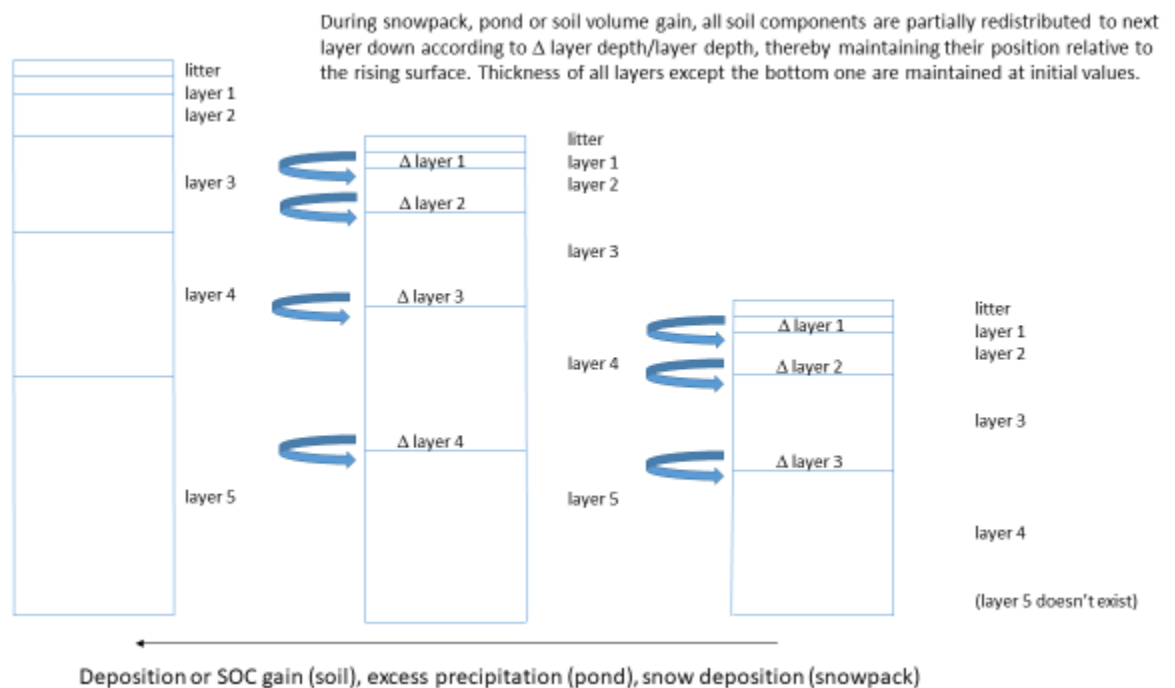 During snowpack, pond or soil volume gain, all soil components are partially redistributed to next
layer down according to Δ layer depth/layer depth, thereby maintaining their position relative to
the rising surface. Thickness of all layers except the bottom one are maintained at initial values.
litter
layer 1
layer 2
layer 3
layer 4
layer 5
Δ layer 1
Δ layer 2
Δ layer 3
Δ layer 4
litter
layer 1
layer 2
layer 3
layer 4
layer 5
Δ layer 1
Δ layer 2
Δ layer 3
litter
layer 1
layer 2
layer 3
layer 4
(layer 5 doesn't exist)
Deposition or SOC gain (soil), excess precipitation (pond), snow deposition (snowpack)